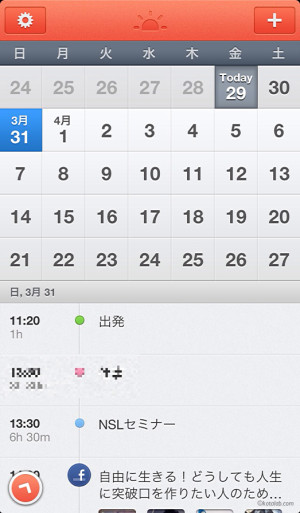 日 月 火 水 木 金 土
24 25 26 27 28 Today 29 30
3月 31 4月 1 2 3 4 5 6
7 8 9 10 11 12 13
14 15 16 17 18 19 20
21 22 23 24 25 26 27
日, 3月 31
11:20 出発
1h
13:30 NSLセミナー
6h 30m
自由に生きる！どうしても人生
に突破口を作りたい人のため…